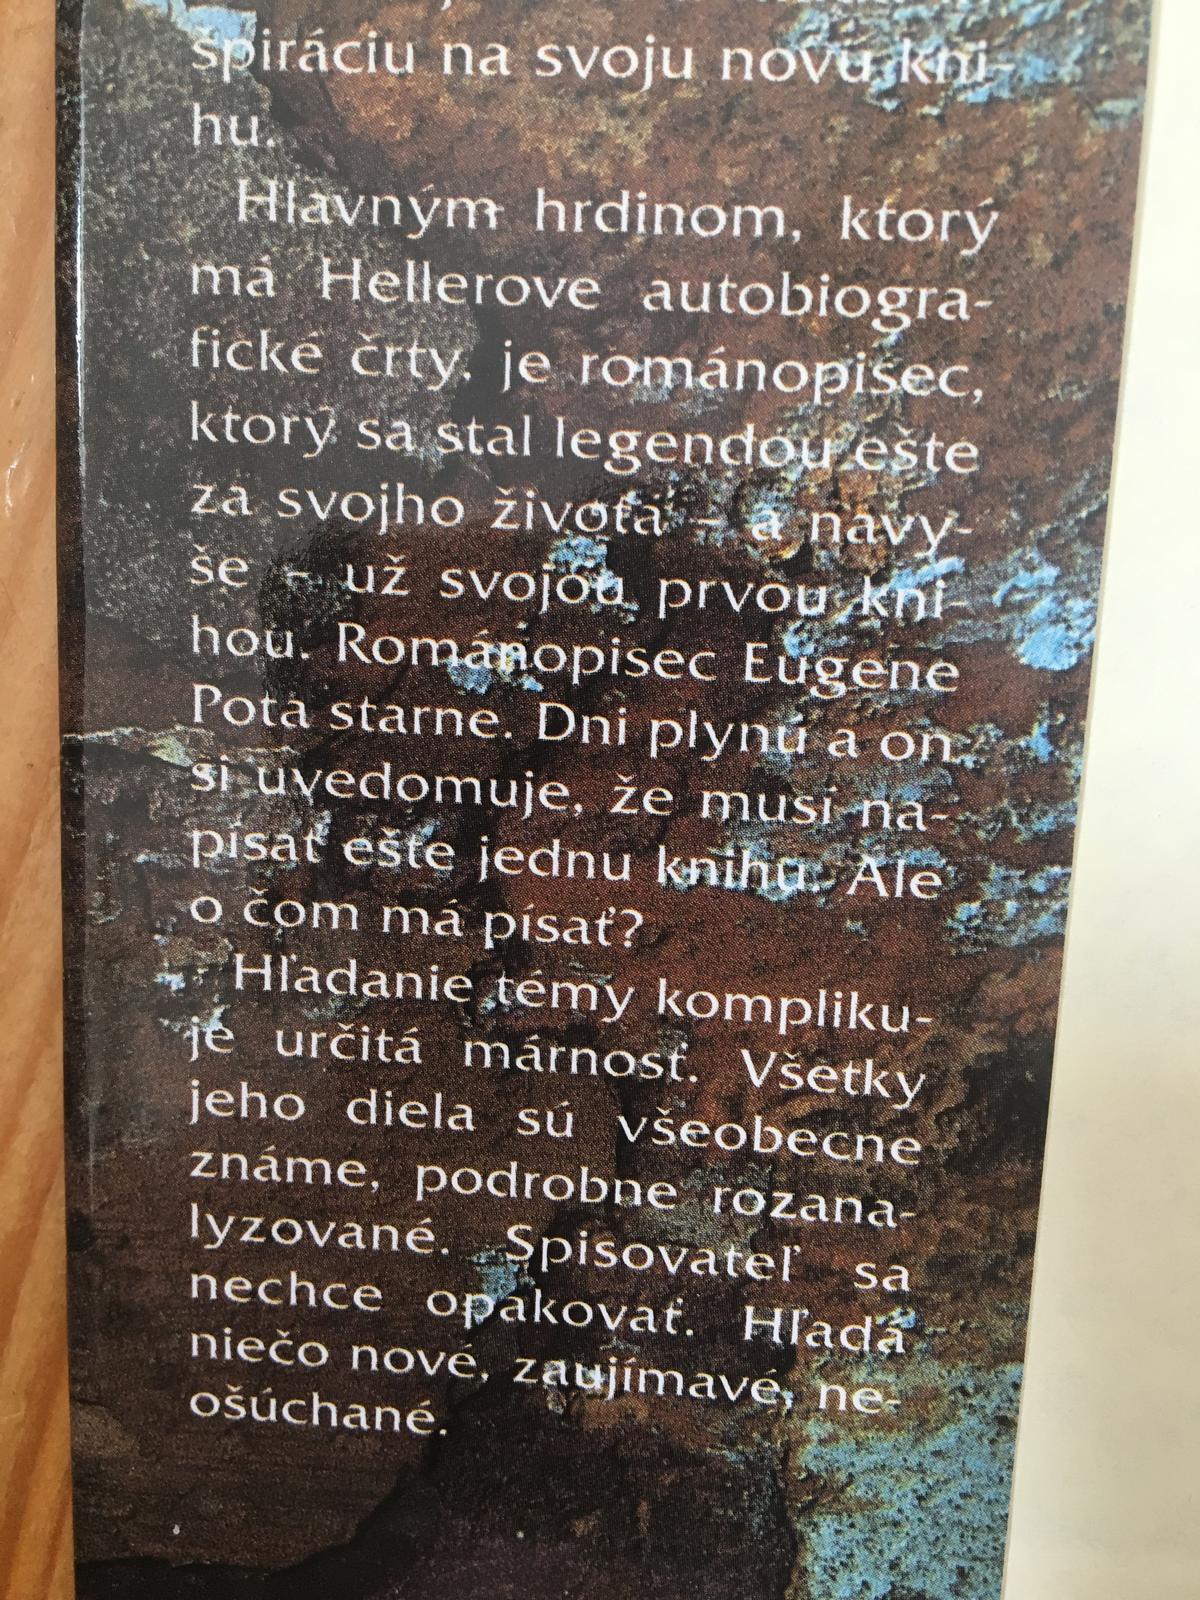 špiráciu na svoju novú kni-
hu.
Hlavným hrdinom, ktorý
má Hellerove autobiogra-
fické črty, je románopisec,
ktorý sa stal legendou ešte
za svojho života – a navy-
še – už svojou prvou kni-
hou. Románopisec Eugene
Pota starne. Dni plynú a on
si uvedomuje, že musí na-
písať ešte jednu knihu. Ale
o čom má písať?
Hľadanie témy kompliku-
je určitá márnosť. Všetky
jeho diela sú všeobecne
známe, podrobne rozana-
lyzované. Spisovateľ sa
nechce opakovať. Hľadá
niečo nové, zaujímavé, ne-
ošúchané.